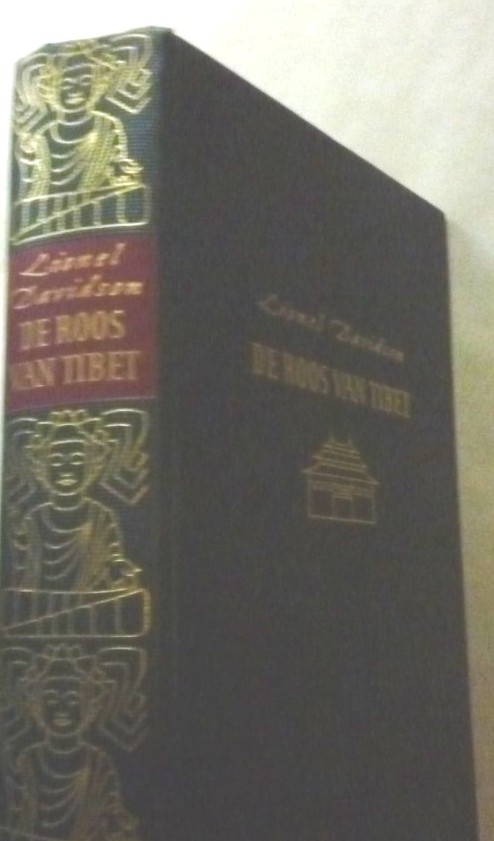 Lionel
Davidson
DE ROOS
VAN TIBET
Lionel Davidson
DE ROOS VAN TIBET